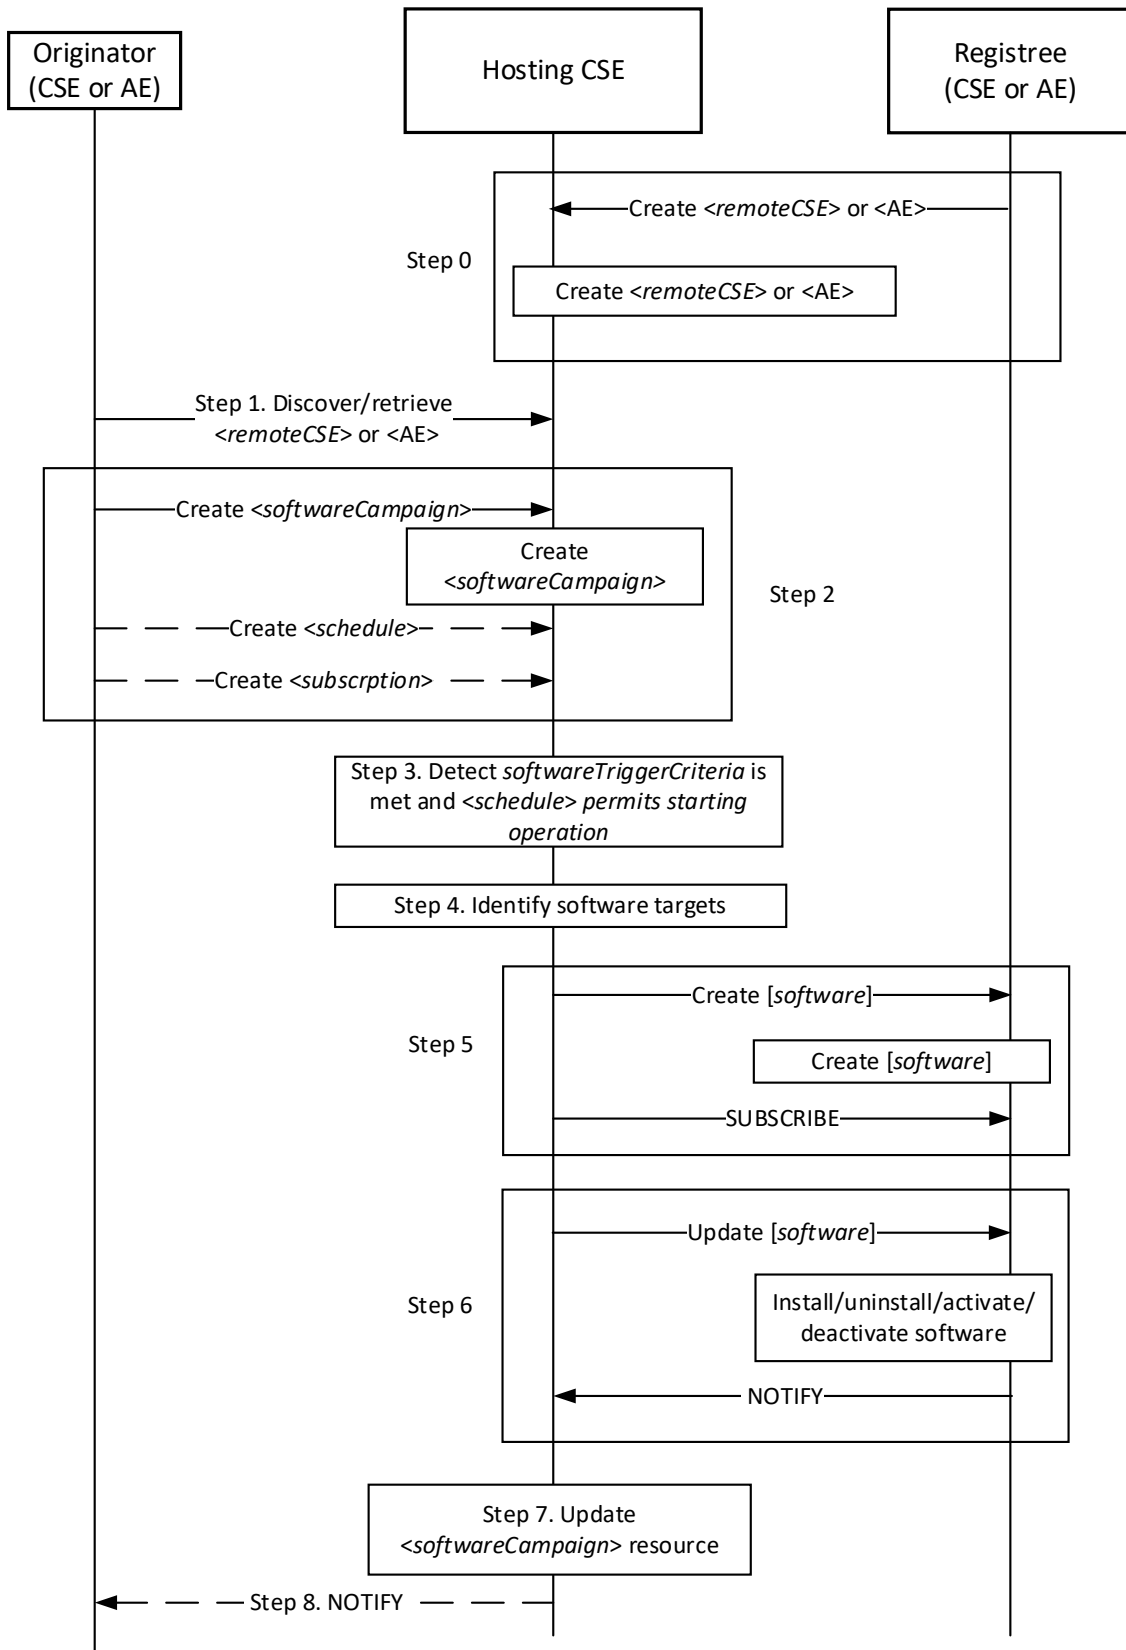 Originator
(CSE or AE)
Hosting CSE
Registree
(CSE or AE)
Create <remoteCSE> or <AE>
Step 0
Create <remoteCSE> or <AE>
Step 1. Discover/retrieve
<remoteCSE> or <AE>
Create <softwareCampaign>
Create
<softwareCampaign>
Step 2
Create <schedule>
Create <subscrption>
Step 3. Detect softwareTriggerCriteria is
met and <schedule> permits starting
operation
Step 4. Identify software targets
Create [software]
Step 5
Create [software]
SUBSCRIBE
Update [software]
Step 6
Install/uninstall/activate/
deactivate software
NOTIFY
Step 7. Update
<softwareCampaign> resource
Step 8. NOTIFY